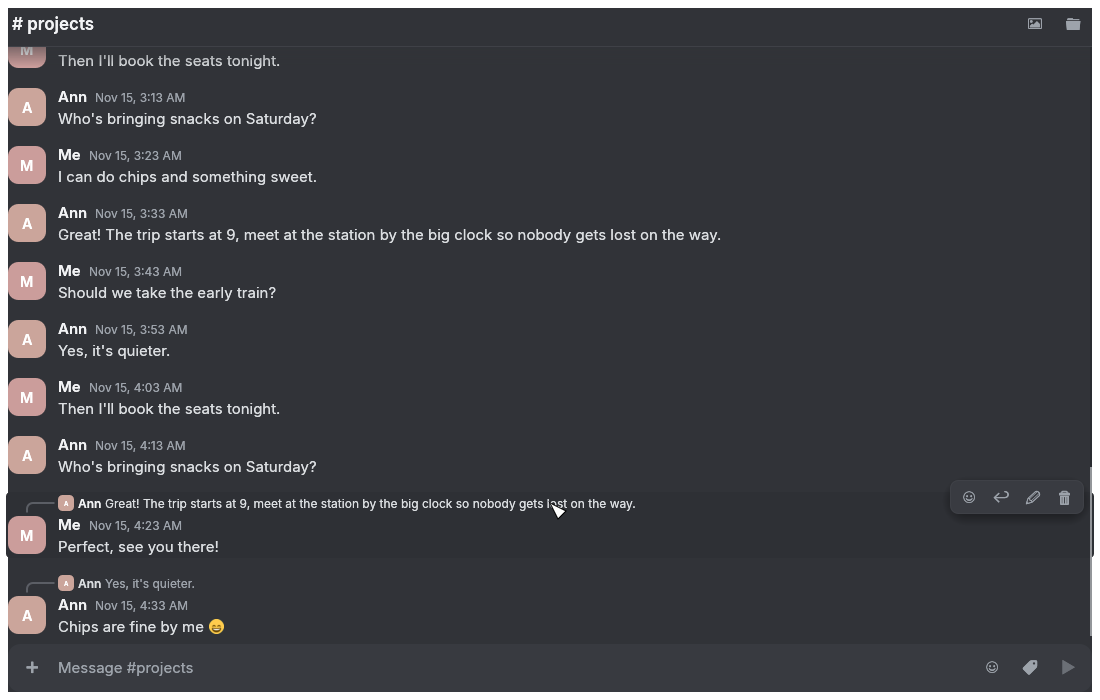 # projects
M
Then I'll book the seats tonight.
A
Ann Nov 15, 3:13 AM
Who's bringing snacks on Saturday?
M
Me Nov 15, 3:23 AM
I can do chips and something sweet.
A
Ann Nov 15, 3:33 AM
Great! The trip starts at 9, meet at the station by the big clock so nobody gets lost on the way.
M
Me Nov 15, 3:43 AM
Should we take the early train?
A
Ann Nov 15, 3:53 AM
Yes, it's quieter.
M
Me Nov 15, 4:03 AM
Then I'll book the seats tonight.
A
Ann Nov 15, 4:13 AM
Who's bringing snacks on Saturday?
A Ann Great! The trip starts at 9, meet at the station by the big clock so nobody gets lost on the way.
M
Me Nov 15, 4:23 AM
Perfect, see you there!
A Ann Yes, it's quieter.
A
Ann Nov 15, 4:33 AM
Chips are fine by me 😄
Message #projects